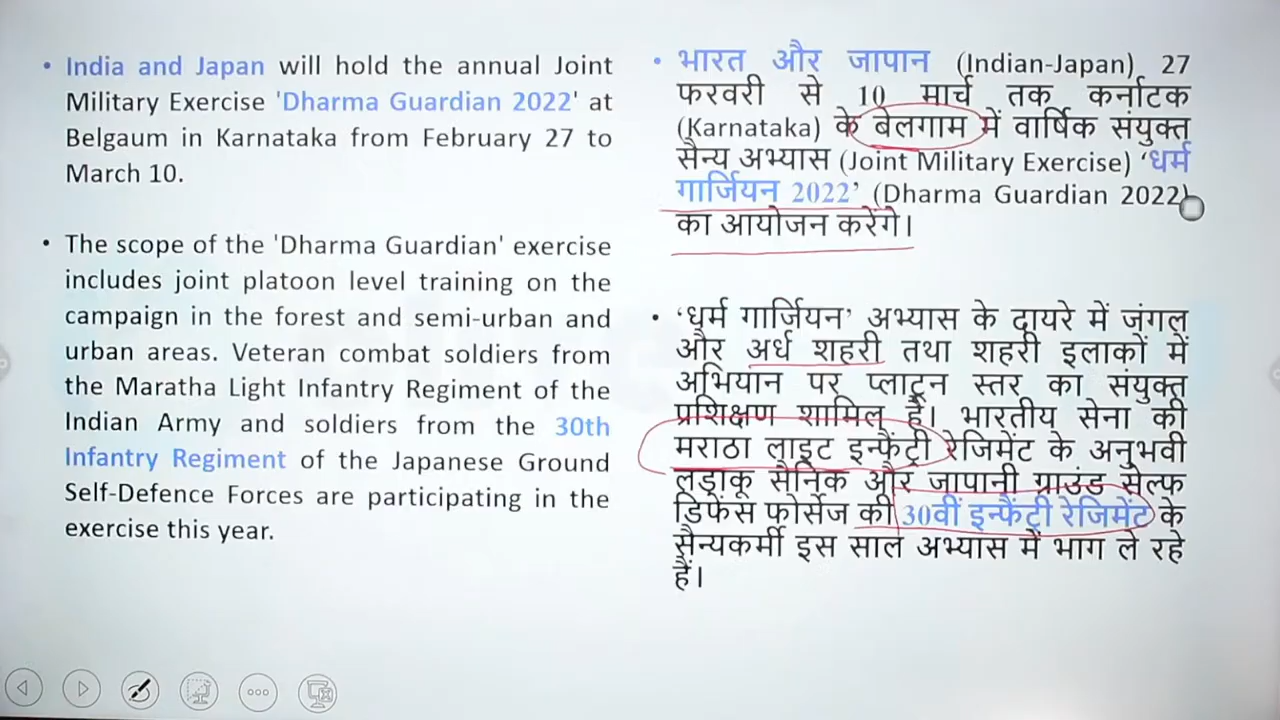 • India and Japan will hold the annual Joint
Military Exercise 'Dharma Guardian 2022' at
Belgaum in Karnataka from February 27 to
March 10.
• The scope of the 'Dharma Guardian' exercise
includes joint platoon level training on the
campaign in the forest and semi-urban and
urban areas. Veteran combat soldiers from
the Maratha Light Infantry Regiment of the
Indian Army and soldiers from the 30th
Infantry Regiment of the Japanese Ground
Self-Defence Forces are participating in the
exercise this year.
• भारत और जापान (Indian-Japan) 27
फरवरी से 10 मार्च तक कर्नाटक
(Karnataka) के बेलगाम में वार्षिक संयुक्त
सैन्य अभ्यास (Joint Military Exercise) ‘धर्म
गार्जियन 2022’ (Dharma Guardian 2022)
का आयोजन करेंगे।
• ‘धर्म गार्जियन’ अभ्यास के दायरे में जंगल
और अर्ध शहरी तथा शहरी इलाकों में
अभियान पर प्लाटून स्तर का संयुक्त
प्रशिक्षण शामिल है। भारतीय सेना की
मराठा लाइट इन्फैंट्री रेजिमेंट के अनुभवी
लड़ाकू सैनिक और जापानी ग्राउंड सेल्फ
डिफेंस फोर्सेज की 30वीं इन्फैंट्री रेजिमेंट के
सैन्यकर्मी इस साल अभ्यास में भाग ले रहे
हैं।